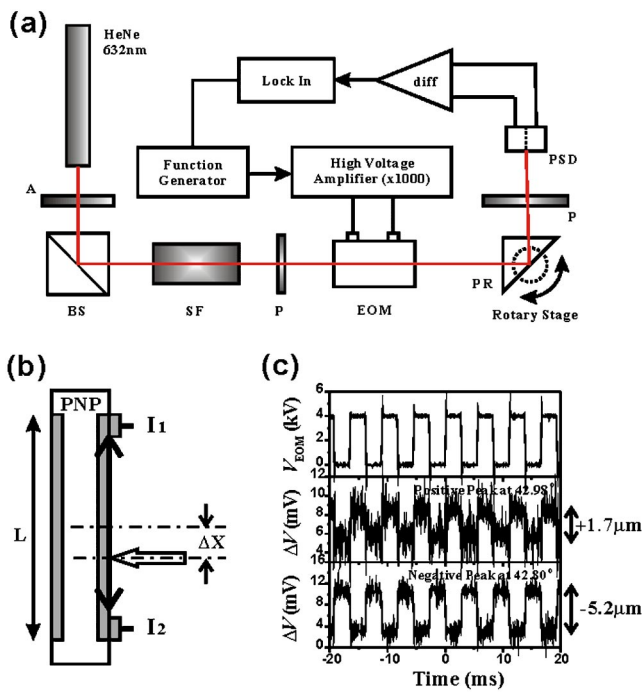 (a)
HeNe
632nm
Lock In
diff
Function
Generator
High Voltage
Amplifier (x1000)
PSD
A
P
BS
SF
P
EOM
PR
Rotary Stage
(b)
PNP
I1
L
ΔX
I2
(c)
6
4
2
0
V_EOM (kV)
12
10
8
6
4
ΔV (mV)
Positive Peak at 42.98°
+1.7μm
16
12
8
4
0
ΔV (mV)
Negative Peak at 42.80°
-5.2μm
-20 -10 0 10 20
Time (ms)